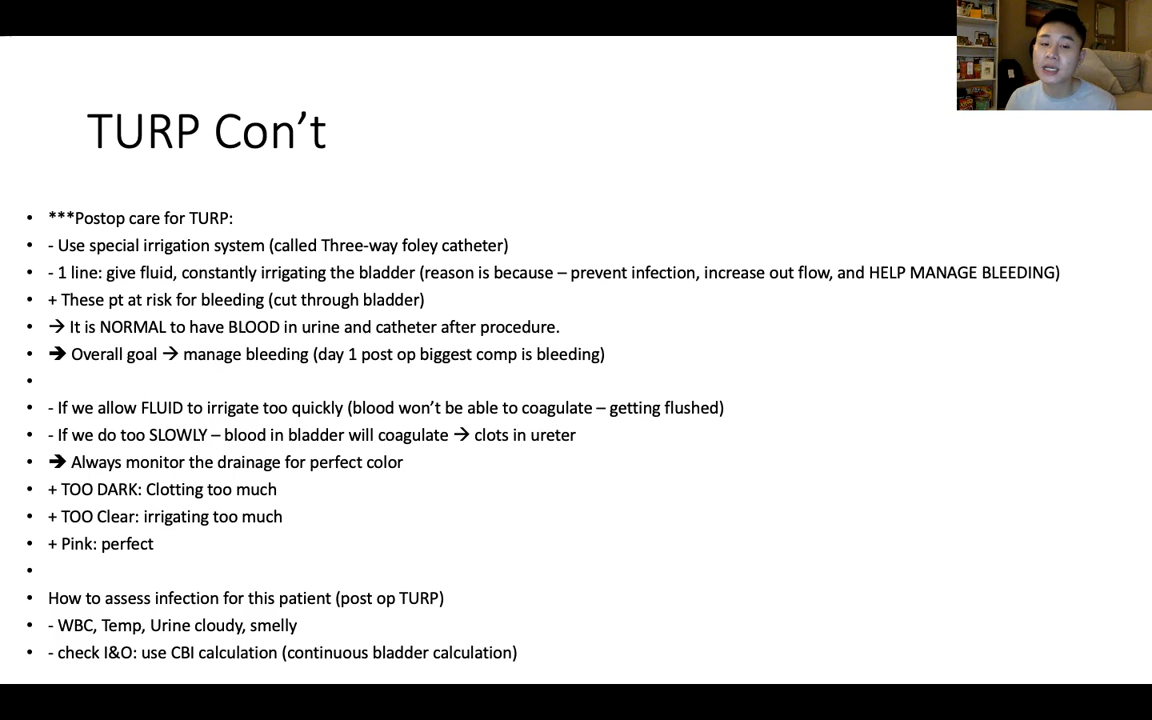 TURP Con’t
• ***Postop care for TURP:
• - Use special irrigation system (called Three-way foley catheter)
• - 1 line: give fluid, constantly irrigating the bladder (reason is because – prevent infection, increase out flow, and HELP MANAGE BLEEDING)
• + These pt at risk for bleeding (cut through bladder)
• → It is NORMAL to have BLOOD in urine and catheter after procedure.
• ➔ Overall goal → manage bleeding (day 1 post op biggest comp is bleeding)
•
• - If we allow FLUID to irrigate too quickly (blood won’t be able to coagulate – getting flushed)
• - If we do too SLOWLY – blood in bladder will coagulate → clots in ureter
• ➔ Always monitor the drainage for perfect color
• + TOO DARK: Clotting too much
• + TOO Clear: irrigating too much
• + Pink: perfect
•
• How to assess infection for this patient (post op TURP)
• - WBC, Temp, Urine cloudy, smelly
• - check I&O: use CBI calculation (continuous bladder calculation)